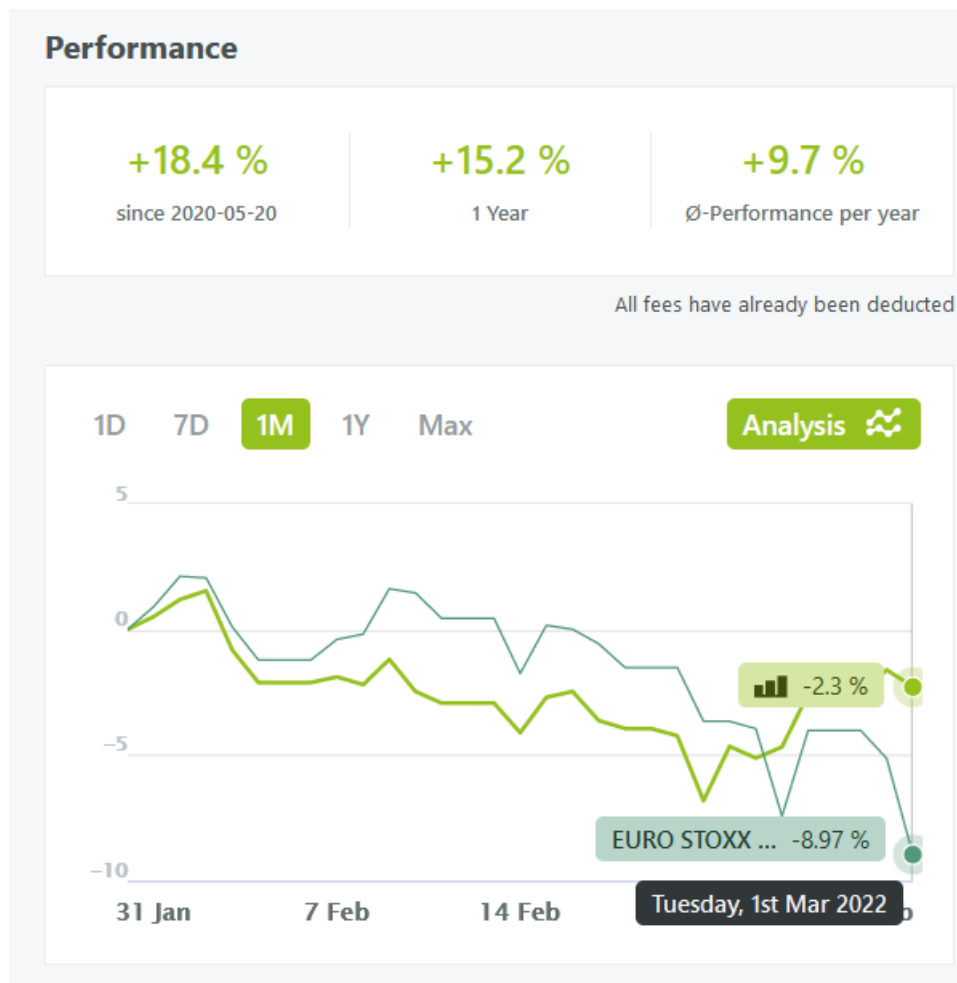 Performance
+18.4 % +15.2 % +9.7 %
since 2020-05-20 1 Year Ø-Performance per year
All fees have already been deducted
1D 7D 1M 1Y Max Analysis
5
0
-2.3 %
−5
EURO STOXX ... -8.97 %
−10
31 Jan 7 Feb 14 Feb Tuesday, 1st Mar 2022